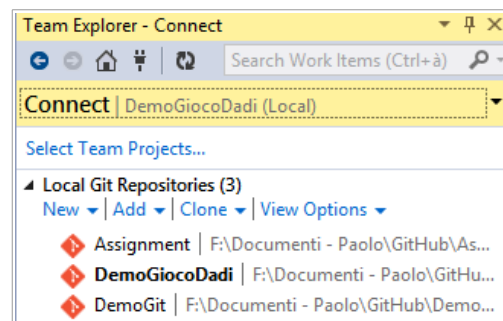 Team Explorer - Connect
Search Work Items (Ctrl+à)
Connect | DemoGiocoDadi (Local)
Select Team Projects...
Local Git Repositories (3)
New | Add | Clone | View Options
Assignment | F:\Documenti - Paolo\GitHub\As...
DemoGiocoDadi | F:\Documenti - Paolo\GitHu...
DemoGit | F:\Documenti - Paolo\GitHub\Demo...